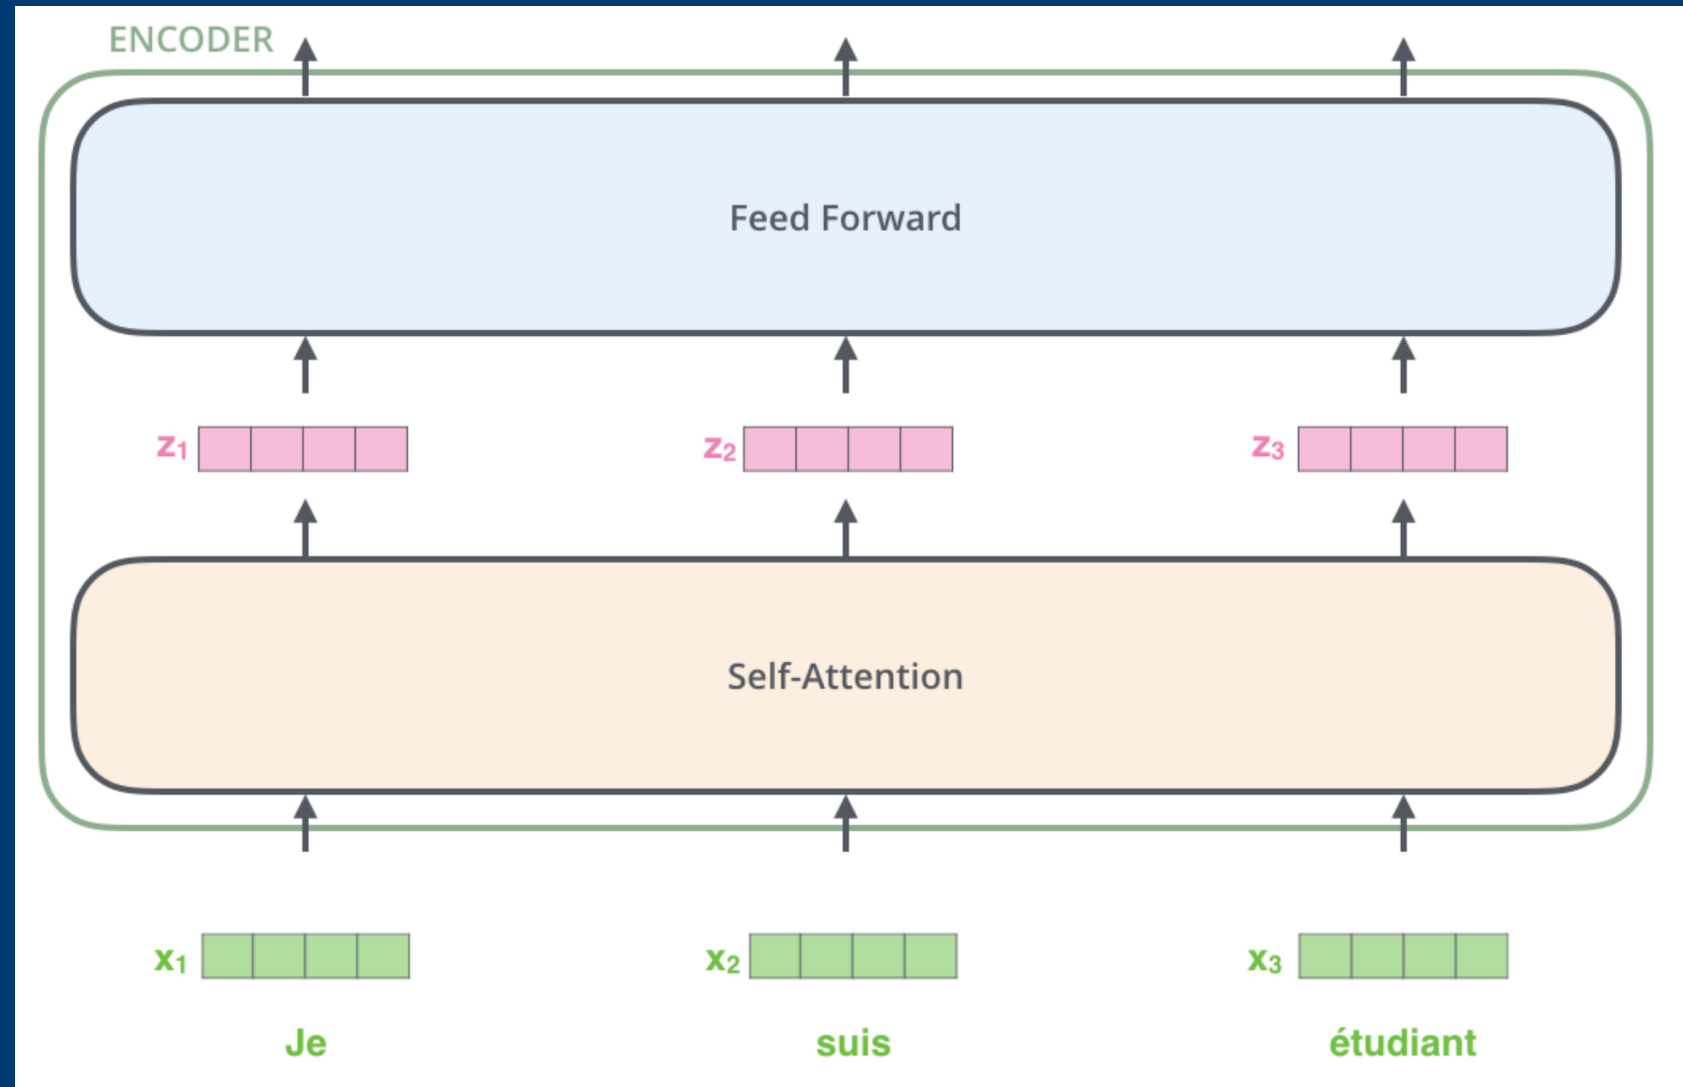 ENCODER
Feed Forward
z1 z2 z3
Self-Attention
x1 x2 x3
Je suis étudiant